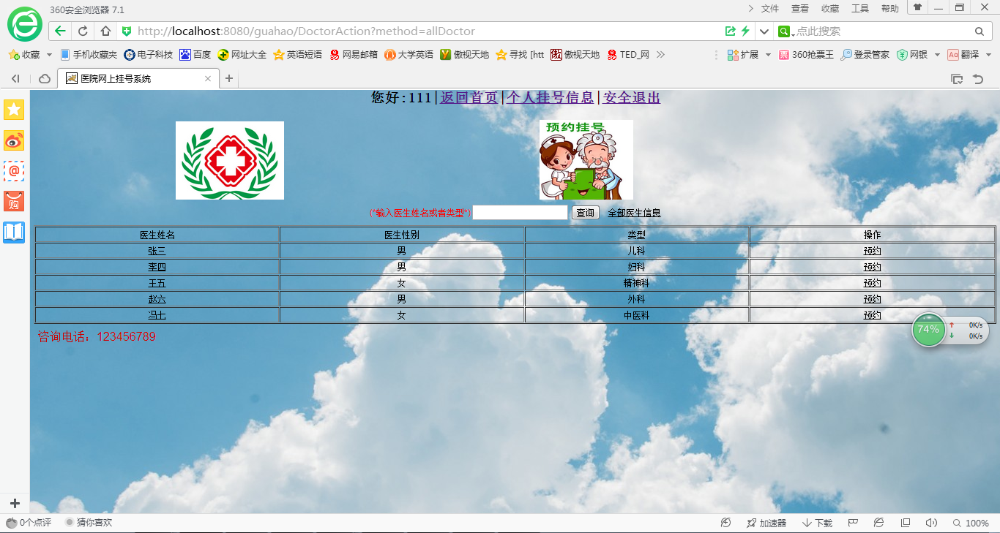 360安全浏览器 7.1
文件 查看 收藏 工具 帮助
http://localhost:8080/guahao/DoctorAction?method=allDoctor
点此搜索
收藏 手机收藏夹 电子科技 百度 网址大全 英语短语 网易邮箱 大学英语 傲视天地 寻找 [htt 傲视天地 TED_网 扩展 票 360抢票王 登录管家 网银 Aa 翻译
医院网上挂号系统
您好:111|返回首页|个人挂号信息|安全退出
预约挂号
(*输入医生姓名或者类型*) 查询 全部医生信息
医生姓名 医生性别 类型 操作
张三 男 儿科 预约
李四 男 妇科 预约
王五 女 精神科 预约
赵六 男 外科 预约
冯七 女 中医科 预约
咨询电话：123456789
购
74% 0K/s
0K/s
0个点评 猜你喜欢 加速器 下载 100%